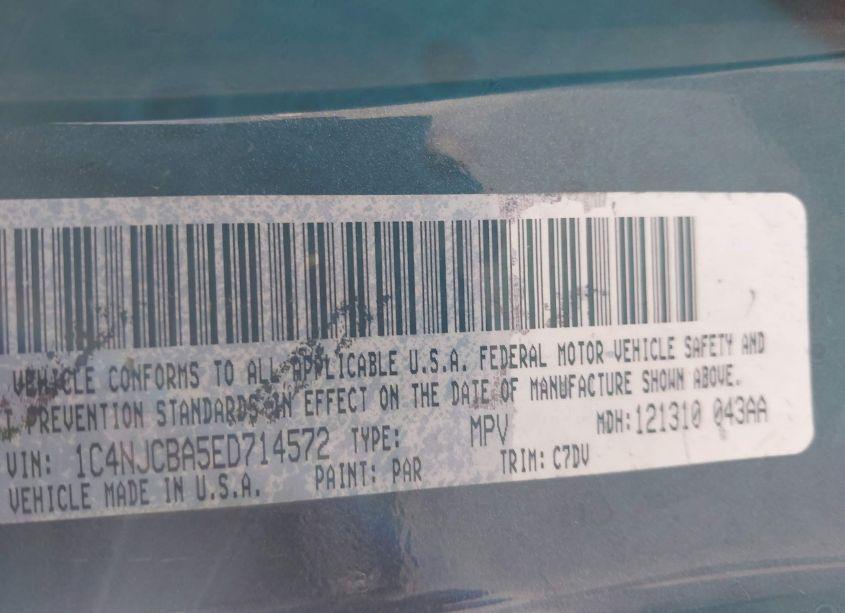 VEHICLE CONFORMS TO ALL APPLICABLE U.S.A. FEDERAL MOTOR VEHICLE SAFETY AND
T PREVENTION STANDARDS IN EFFECT ON THE DATE OF MANUFACTURE SHOWN ABOVE.
VIN: 1C4NJCBA5ED714572 TYPE: MPV MDH: 121310 043AA
VEHICLE MADE IN U.S.A. PAINT: PAR TRIM: C7DV